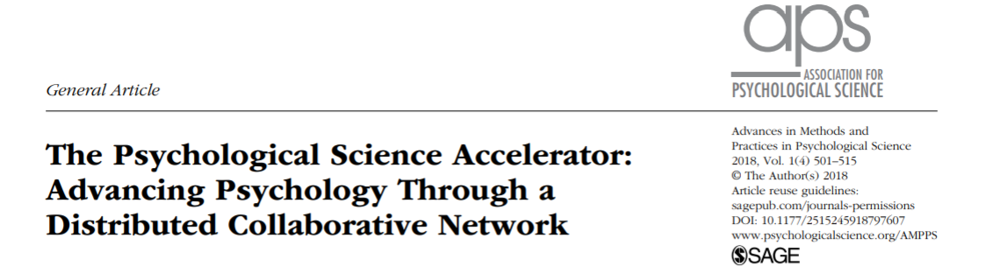 aps
ASSOCIATION FOR
PSYCHOLOGICAL SCIENCE
General Article
The Psychological Science Accelerator:
Advancing Psychology Through a
Distributed Collaborative Network
Advances in Methods and
Practices in Psychological Science
2018, Vol. 1(4) 501–515
© The Author(s) 2018
Article reuse guidelines:
sagepub.com/journals-permissions
DOI: 10.1177/2515245918797607
www.psychologicalscience.org/AMPPS
SAGE